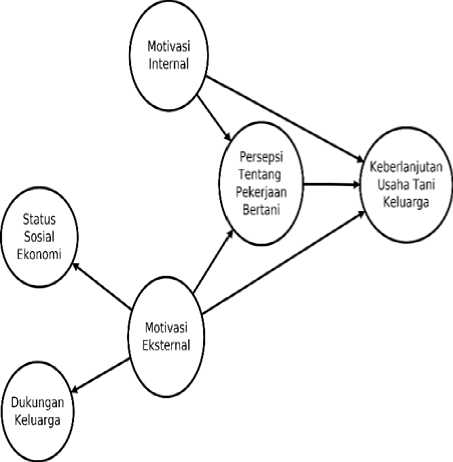 Motivasi
Internal
Persepsi
Tentang
Pekerjaan
Bertani
Keberlanjutan
Usaha Tani
Keluarga
Status
Sosial
Ekonomi
Motivasi
Eksternal
Dukungan
Keluarga